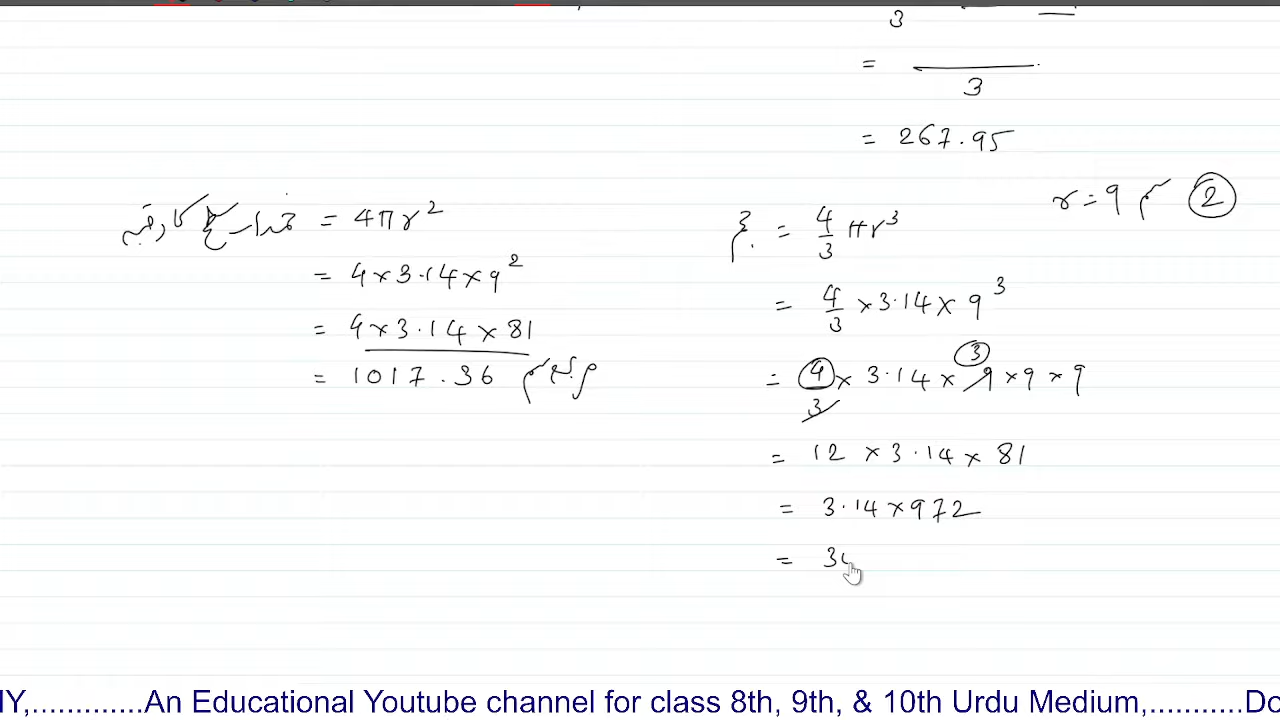 3
= ―――
3
= 267.95
r = 9 سم ②
حجم = 4/3 πr³
= 4/3 × 3.14 × 9³
= 4/3 × 3.14 × 9 × 9 × 9
3
= 12 × 3.14 × 81
= 3.14 × 972
= 34
خمدار سطح کا رقبہ = 4πr²
= 4 × 3.14 × 9²
= 4 × 3.14 × 81
= 1017.36 مربع سم
An Educational Youtube channel for class 8th, 9th, & 10th Urdu Medium,...........